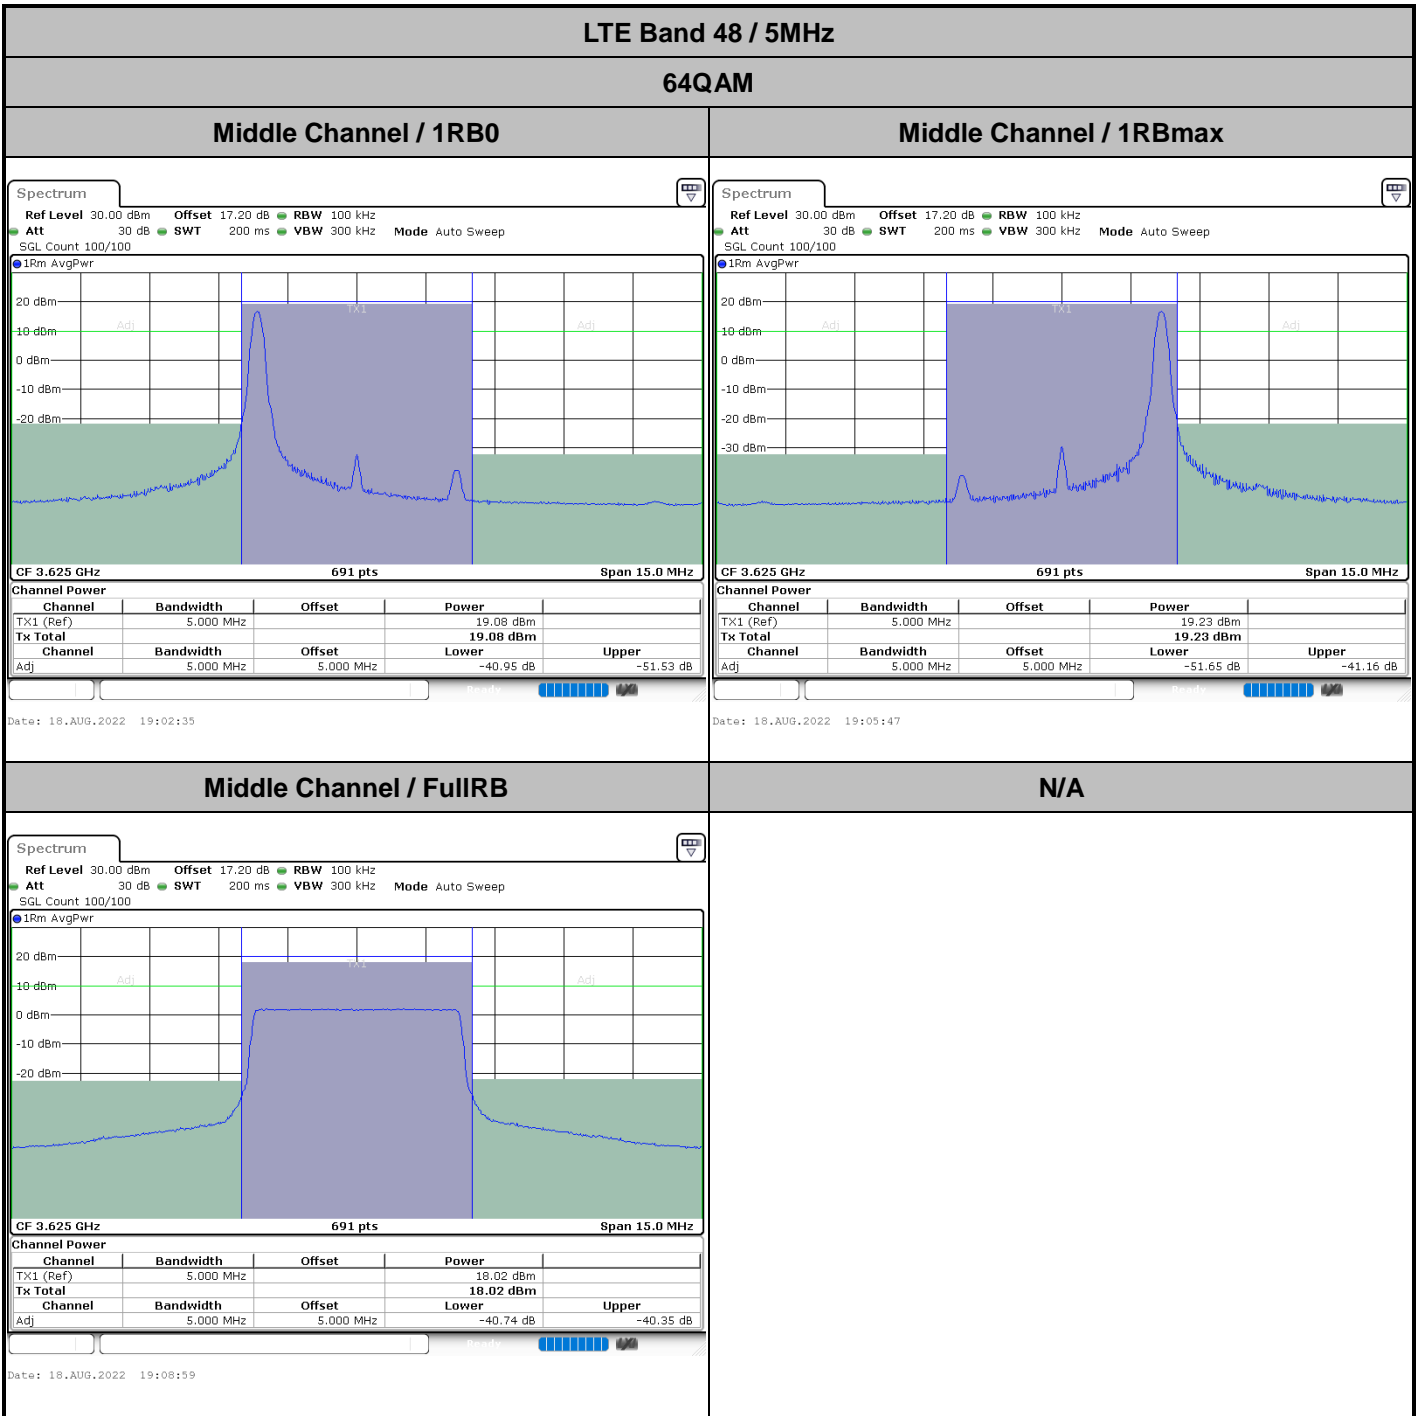 LTE Band 48 / 5MHz
64QAM
Middle Channel / 1RB0
Middle Channel / 1RBmax
Spectrum
Ref Level 30.00 dBm Offset 17.20 dB RBW 100 kHz
Att 30 dB SWT 200 ms VBW 300 kHz Mode Auto Sweep
SGL Count 100/100
1Rm AvgPwr
TX1
Adj
Adj
20 dBm
10 dBm
0 dBm
-10 dBm
-20 dBm
CF 3.625 GHz 691 pts Span 15.0 MHz
Channel Power
Channel Bandwidth Offset Power
TX1 (Ref) 5.000 MHz 19.08 dBm
Tx Total 19.08 dBm
Channel Bandwidth Offset Lower Upper
Adj 5.000 MHz 5.000 MHz -40.95 dB -51.53 dB
Ready
Date: 18.AUG.2022 19:02:35
Spectrum
Ref Level 30.00 dBm Offset 17.20 dB RBW 100 kHz
Att 30 dB SWT 200 ms VBW 300 kHz Mode Auto Sweep
SGL Count 100/100
1Rm AvgPwr
TX1
Adj
Adj
20 dBm
10 dBm
0 dBm
-10 dBm
-20 dBm
-30 dBm
CF 3.625 GHz 691 pts Span 15.0 MHz
Channel Power
Channel Bandwidth Offset Power
TX1 (Ref) 5.000 MHz 19.23 dBm
Tx Total 19.23 dBm
Channel Bandwidth Offset Lower Upper
Adj 5.000 MHz 5.000 MHz -51.65 dB -41.16 dB
Ready
Date: 18.AUG.2022 19:05:47
Middle Channel / FullRB
N/A
Spectrum
Ref Level 30.00 dBm Offset 17.20 dB RBW 100 kHz
Att 30 dB SWT 200 ms VBW 300 kHz Mode Auto Sweep
SGL Count 100/100
1Rm AvgPwr
TX1
Adj
Adj
20 dBm
10 dBm
0 dBm
-10 dBm
-20 dBm
CF 3.625 GHz 691 pts Span 15.0 MHz
Channel Power
Channel Bandwidth Offset Power
TX1 (Ref) 5.000 MHz 18.02 dBm
Tx Total 18.02 dBm
Channel Bandwidth Offset Lower Upper
Adj 5.000 MHz 5.000 MHz -40.74 dB -40.35 dB
Ready
Date: 18.AUG.2022 19:08:59